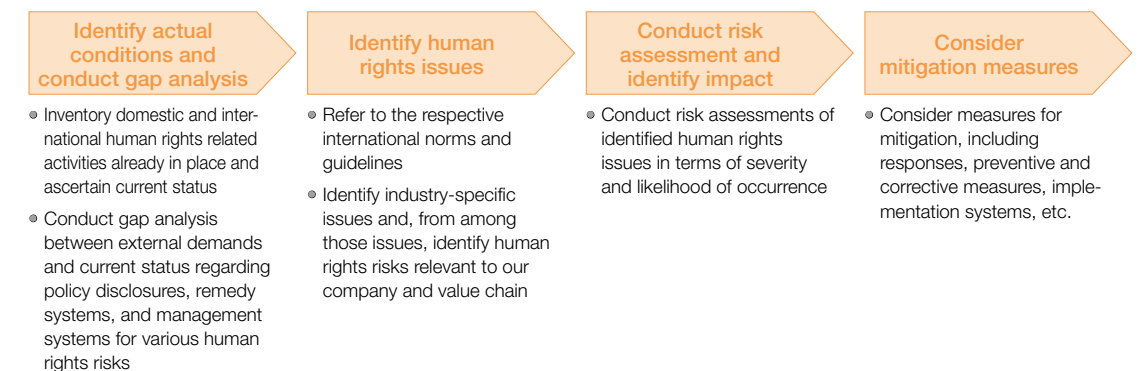 Identify actual
conditions and
conduct gap analysis
• Inventory domestic and inter-
national human rights related
activities already in place and
ascertain current status
• Conduct gap analysis
between external demands
and current status regarding
policy disclosures, remedy
systems, and management
systems for various human
rights risks
Identify human
rights issues
• Refer to the respective
international norms and
guidelines
• Identify industry-specific
issues and, from among
those issues, identify human
rights risks relevant to our
company and value chain
Conduct risk
assessment and
identify impact
• Conduct risk assessments of
identified human rights
issues in terms of severity
and likelihood of occurrence
Consider
mitigation measures
• Consider measures for
mitigation, including
responses, preventive and
corrective measures, imple-
mentation systems, etc.